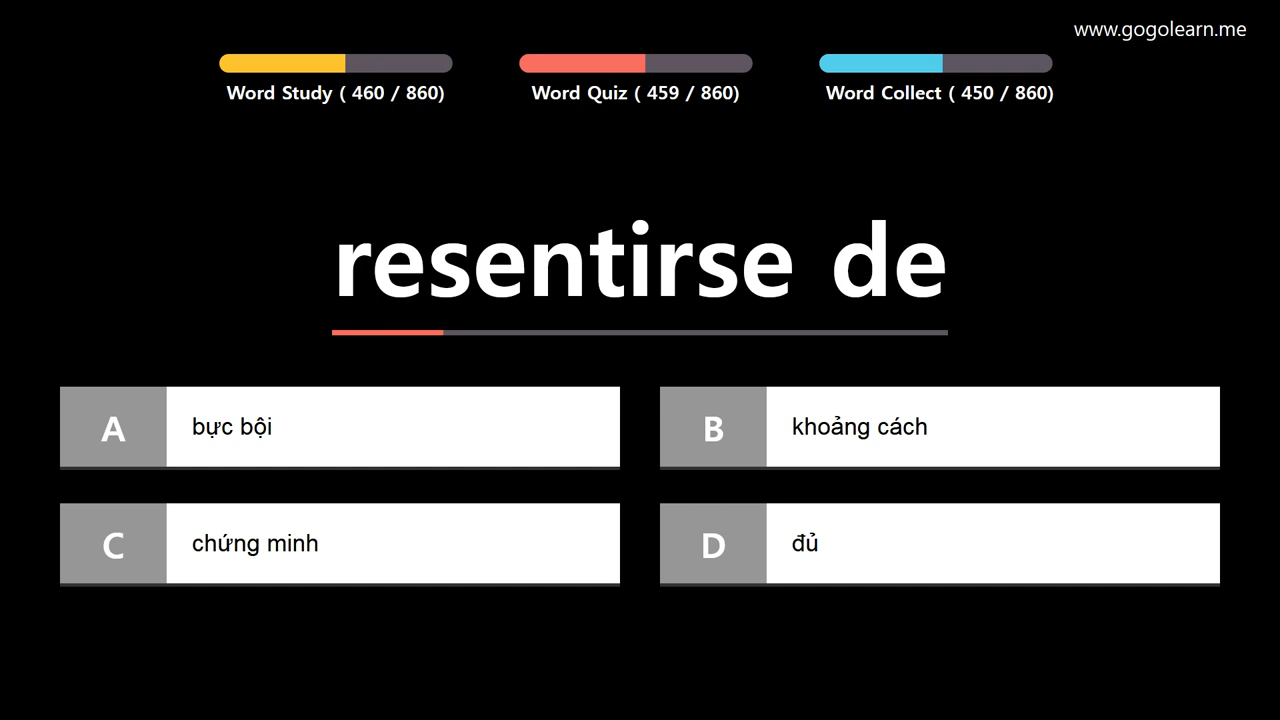 www.gogolearn.me
Word Study ( 460 / 860)
Word Quiz ( 459 / 860)
Word Collect ( 450 / 860)
resentirse de
A bực bội
B khoảng cách
C chứng minh
D đủ